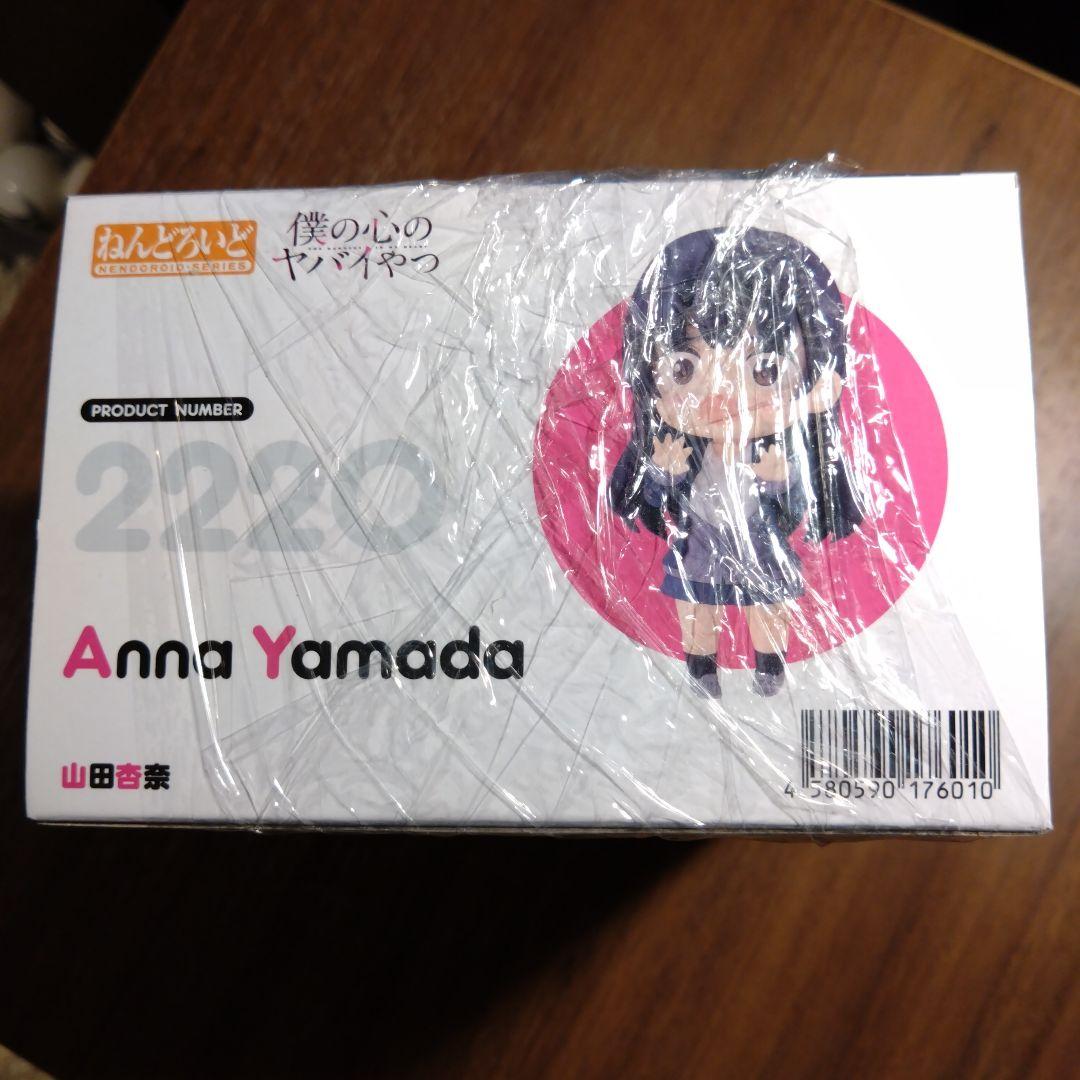 ねんどろいど
NENDOROID·SERIES
僕の心の
ヤバイやつ
PRODUCT NUMBER
2220
Anna Yamada
山田杏奈
4 580590 176010